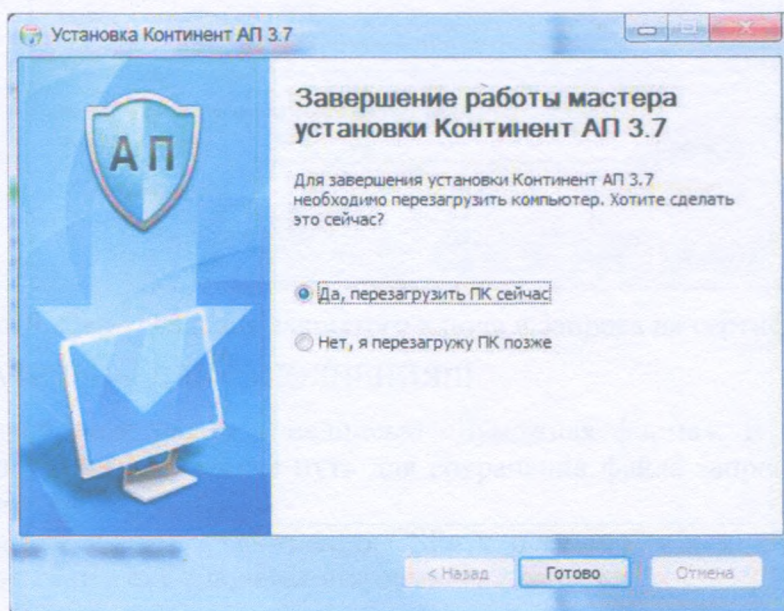 Установка Континент АП 3.7
АП
Завершение работы мастера
установки Континент АП 3.7
Для завершения установки Континент АП 3.7
необходимо перезагрузить компьютер. Хотите сделать
это сейчас?
Да, перезагрузить ПК сейчас
Нет, я перезагружу ПК позже
< Назад Готово Отмена